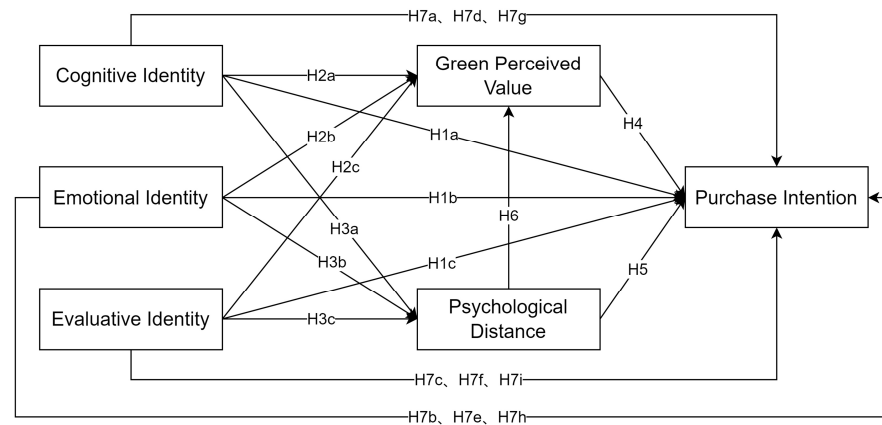 H7a、H7d、H7g
Cognitive Identity
H2a
Green Perceived
Value
H4
H2b
H1a
H2c
Emotional Identity
H1b
Purchase Intention
H6
H3a
H3b
H1c
H5
Evaluative Identity
H3c
Psychological
Distance
H7c、H7f、H7i
H7b、H7e、H7h